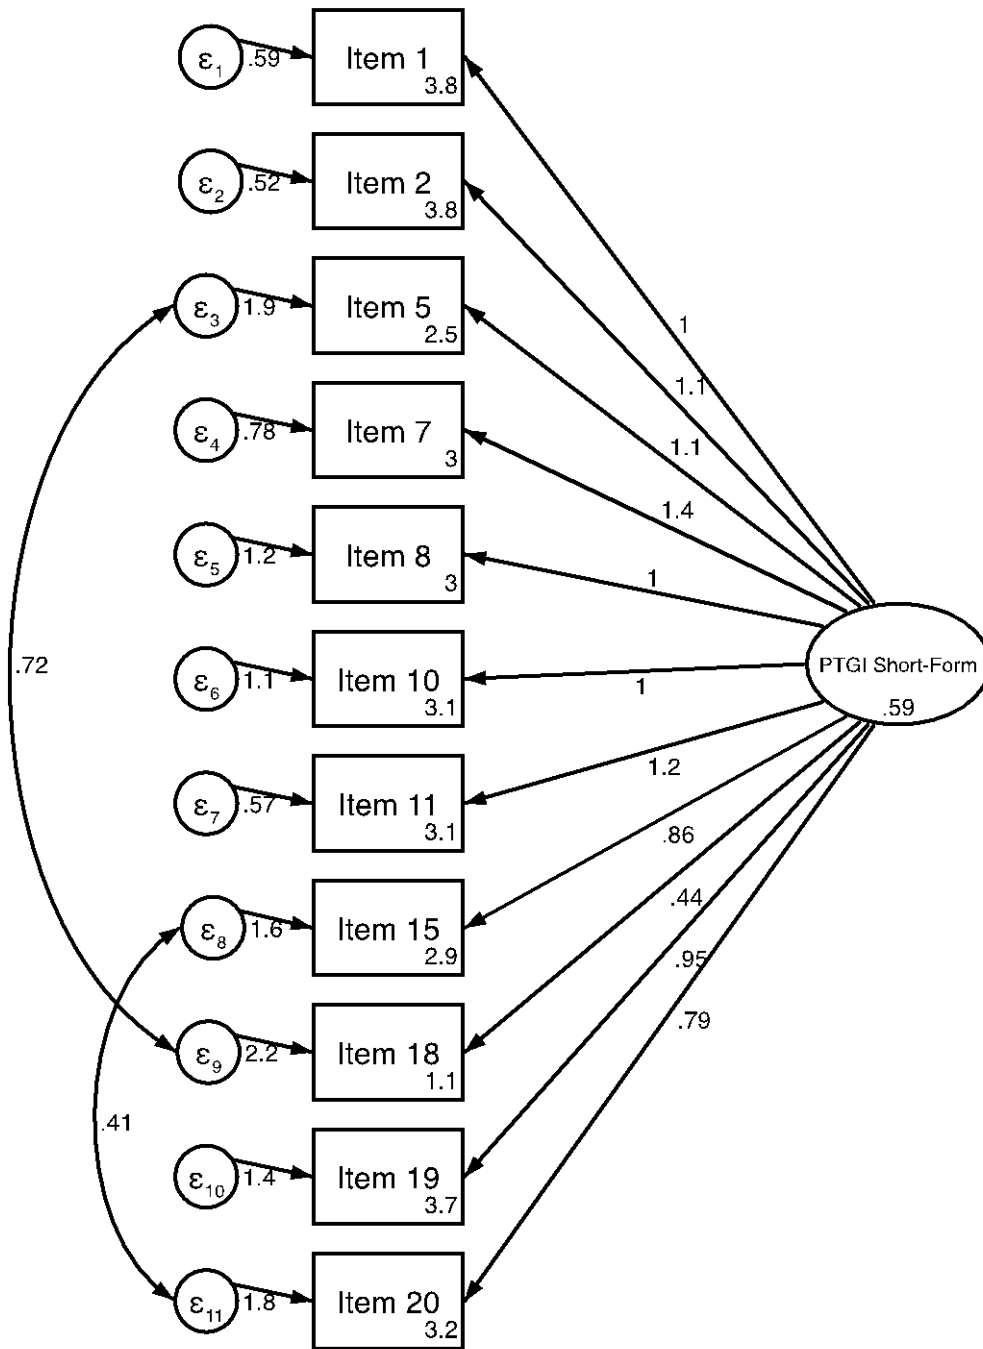 ε1 .59 Item 1 3.8
ε2 .52 Item 2 3.8
ε3 1.9 Item 5 2.5
1
1.1
ε4 .78 Item 7 3
1.1
1.4
ε5 1.2 Item 8 3
1
.72
ε6 1.1 Item 10 3.1
1
PTGI Short-Form
.59
ε7 .57 Item 11 3.1
1.2
.86
ε8 1.6 Item 15 2.9
.44
.95
ε9 2.2 Item 18 1.1
.79
.41
ε10 1.4 Item 19 3.7
ε11 1.8 Item 20 3.2